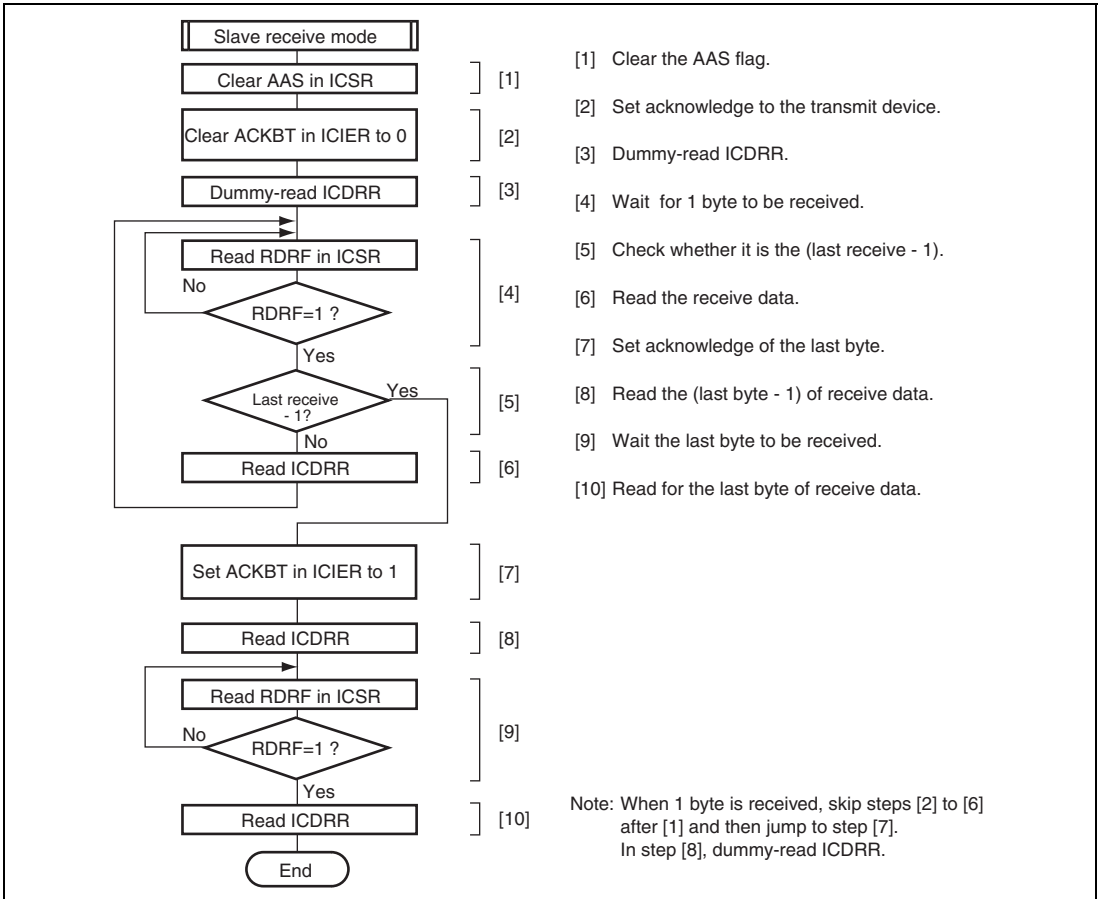 Slave receive mode
Clear AAS in ICSR
[1]
Clear ACKBT in ICIER to 0
[2]
Dummy-read ICDRR
[3]
Read RDRF in ICSR
No
RDRF=1 ?
[4]
Yes
Last receive
- 1?
Yes
[5]
No
Read ICDRR
[6]
Set ACKBT in ICIER to 1
[7]
Read ICDRR
[8]
Read RDRF in ICSR
No
RDRF=1 ?
[9]
Yes
Read ICDRR
[10]
End
[1] Clear the AAS flag.
[2] Set acknowledge to the transmit device.
[3] Dummy-read ICDRR.
[4] Wait for 1 byte to be received.
[5] Check whether it is the (last receive - 1).
[6] Read the receive data.
[7] Set acknowledge of the last byte.
[8] Read the (last byte - 1) of receive data.
[9] Wait the last byte to be received.
[10] Read for the last byte of receive data.
Note: When 1 byte is received, skip steps [2] to [6]
after [1] and then jump to step [7].
In step [8], dummy-read ICDRR.